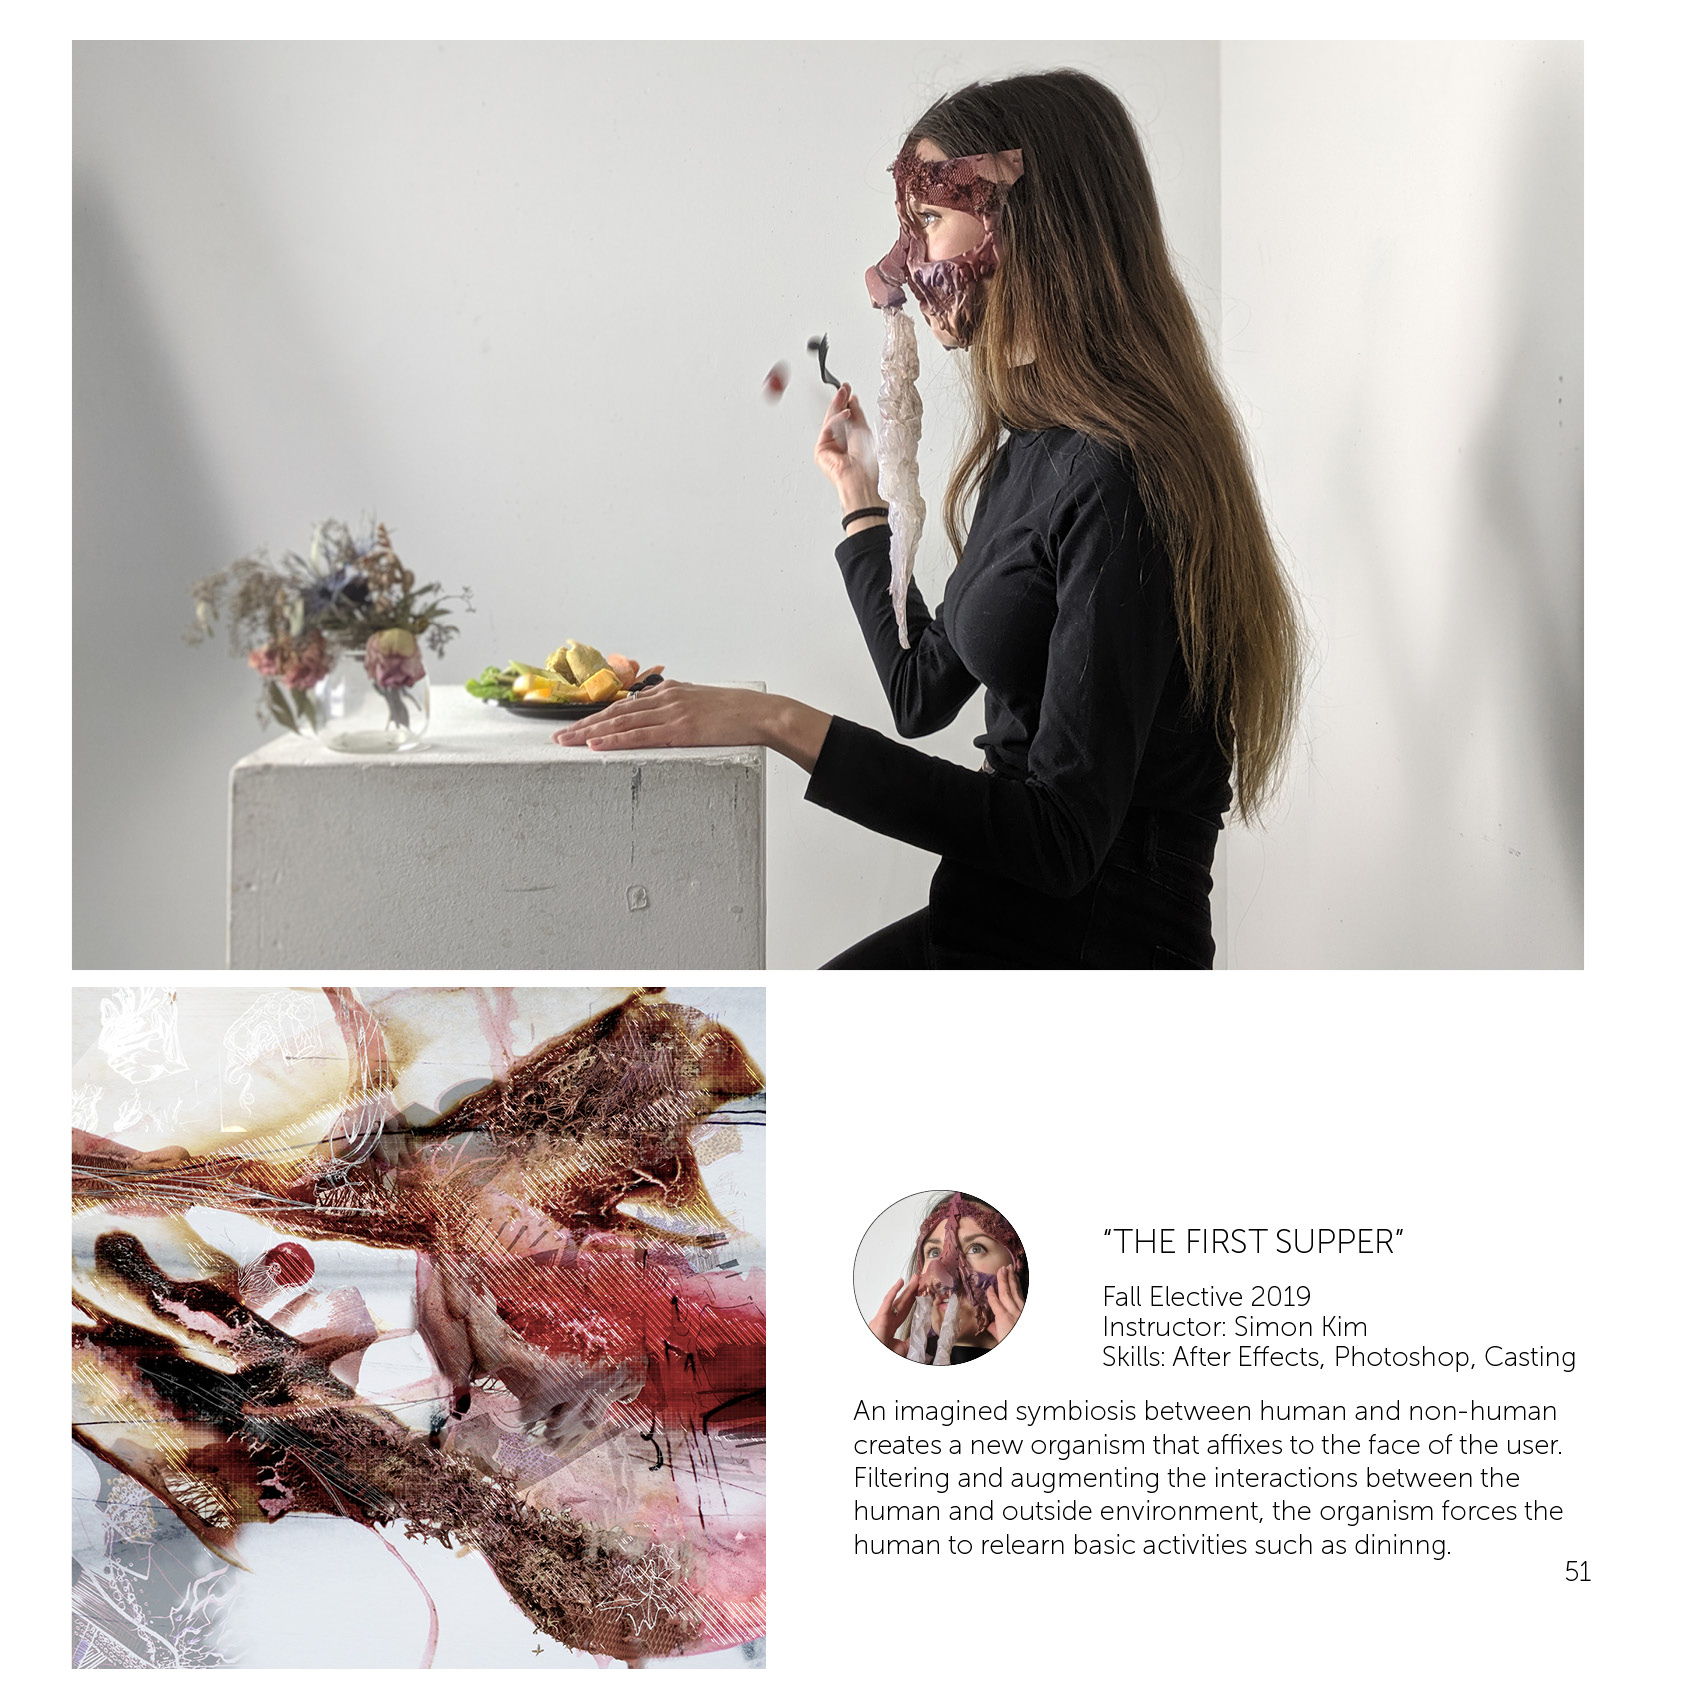 “THE FIRST SUPPER”
Fall Elective 2019
Instructor: Simon Kim
Skills: After Effects, Photoshop, Casting
An imagined symbiosis between human and non-human
creates a new organism that affixes to the face of the user.
Filtering and augmenting the interactions between the
human and outside environment, the organism forces the
human to relearn basic activities such as dininng.
51